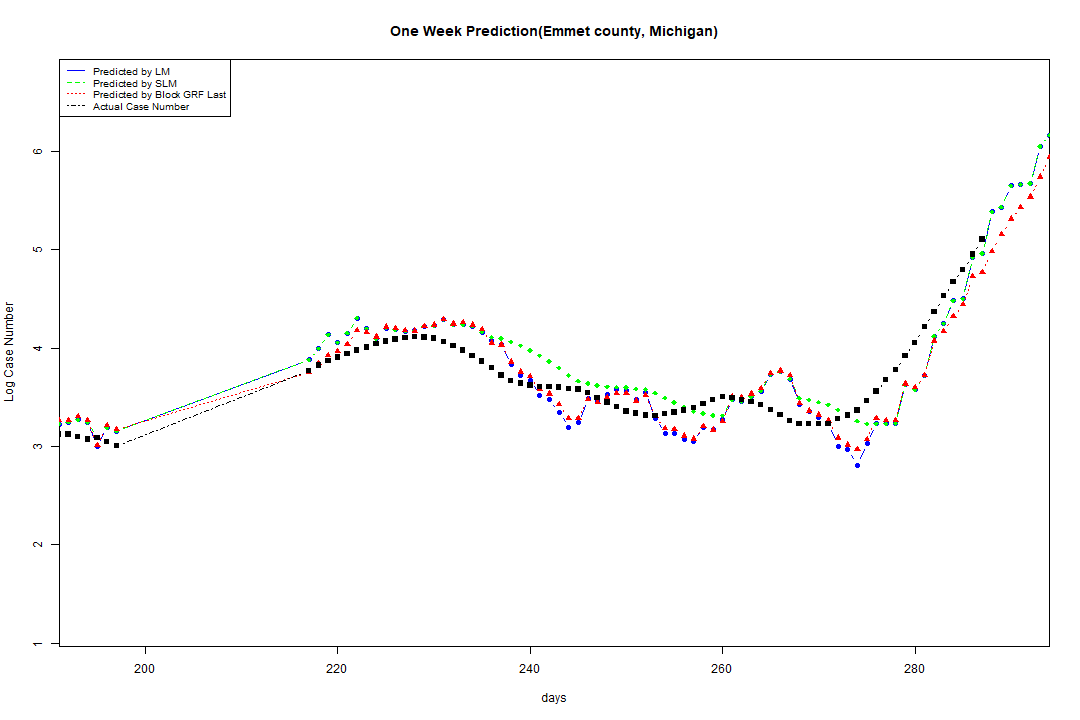 One Week Prediction(Emmet county, Michigan)
Predicted by LM
Predicted by SLM
Predicted by Block GRF Last
Actual Case Number
Log Case Number
6
5
4
3
2
1
200 220 240 260 280
days